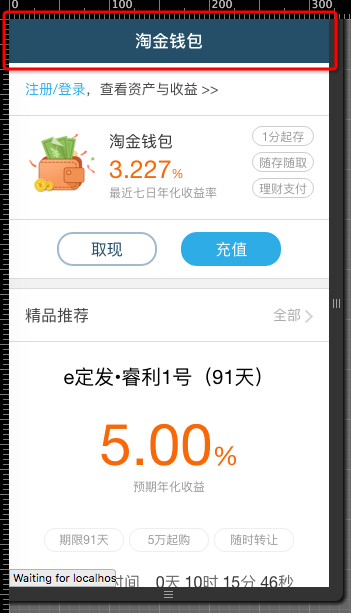 0 100 200 300
淘金钱包
注册/登录，查看资产与收益 >>
淘金钱包
3.227%
最近七日年化收益率
1分起存
随存随取
理财支付
取现 充值
精品推荐 全部
e定发•睿利1号（91天）
5.00%
预期年化收益
期限91天 5万起购 随时转让
Waiting for localhos
时间 0天 10时 15分 46秒